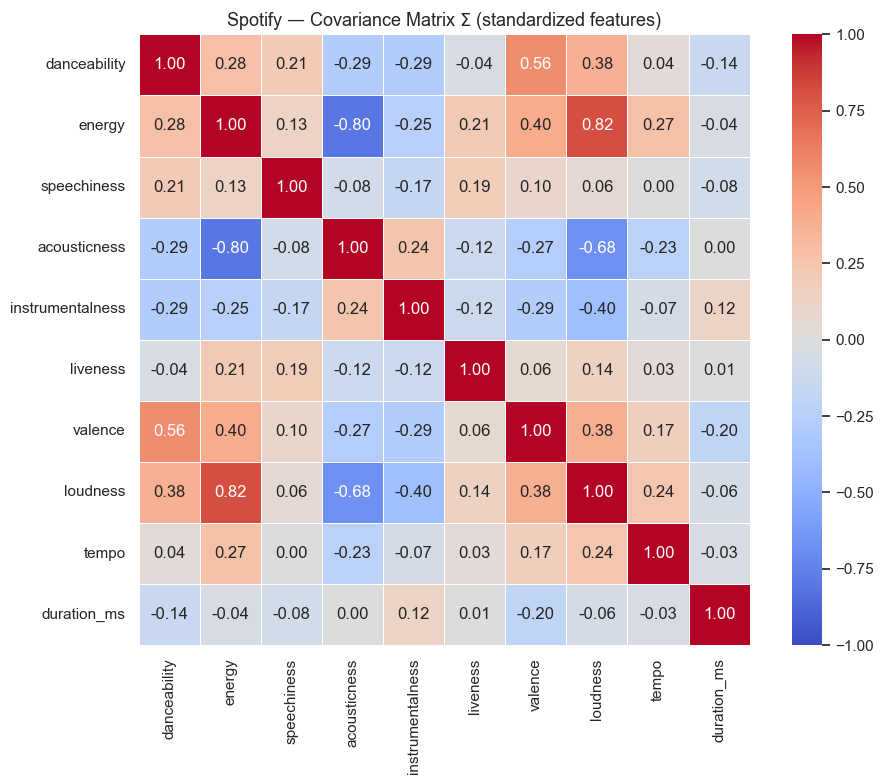 Spotify — Covariance Matrix Σ (standardized features)
danceability 1.00 0.28 0.21 -0.29 -0.29 -0.04 0.56 0.38 0.04 -0.14
energy 0.28 1.00 0.13 -0.80 -0.25 0.21 0.40 0.82 0.27 -0.04
speechiness 0.21 0.13 1.00 -0.08 -0.17 0.19 0.10 0.06 0.00 -0.08
acousticness -0.29 -0.80 -0.08 1.00 0.24 -0.12 -0.27 -0.68 -0.23 0.00
instrumentalness -0.29 -0.25 -0.17 0.24 1.00 -0.12 -0.29 -0.40 -0.07 0.12
liveness -0.04 0.21 0.19 -0.12 -0.12 1.00 0.06 0.14 0.03 0.01
valence 0.56 0.40 0.10 -0.27 -0.29 0.06 1.00 0.38 0.17 -0.20
loudness 0.38 0.82 0.06 -0.68 -0.40 0.14 0.38 1.00 0.24 -0.06
tempo 0.04 0.27 0.00 -0.23 -0.07 0.03 0.17 0.24 1.00 -0.03
duration_ms -0.14 -0.04 -0.08 0.00 0.12 0.01 -0.20 -0.06 -0.03 1.00
danceability energy speechiness acousticness instrumentalness liveness valence loudness tempo duration_ms
1.00
0.75
0.50
0.25
0.00
−0.25
−0.50
−0.75
−1.00